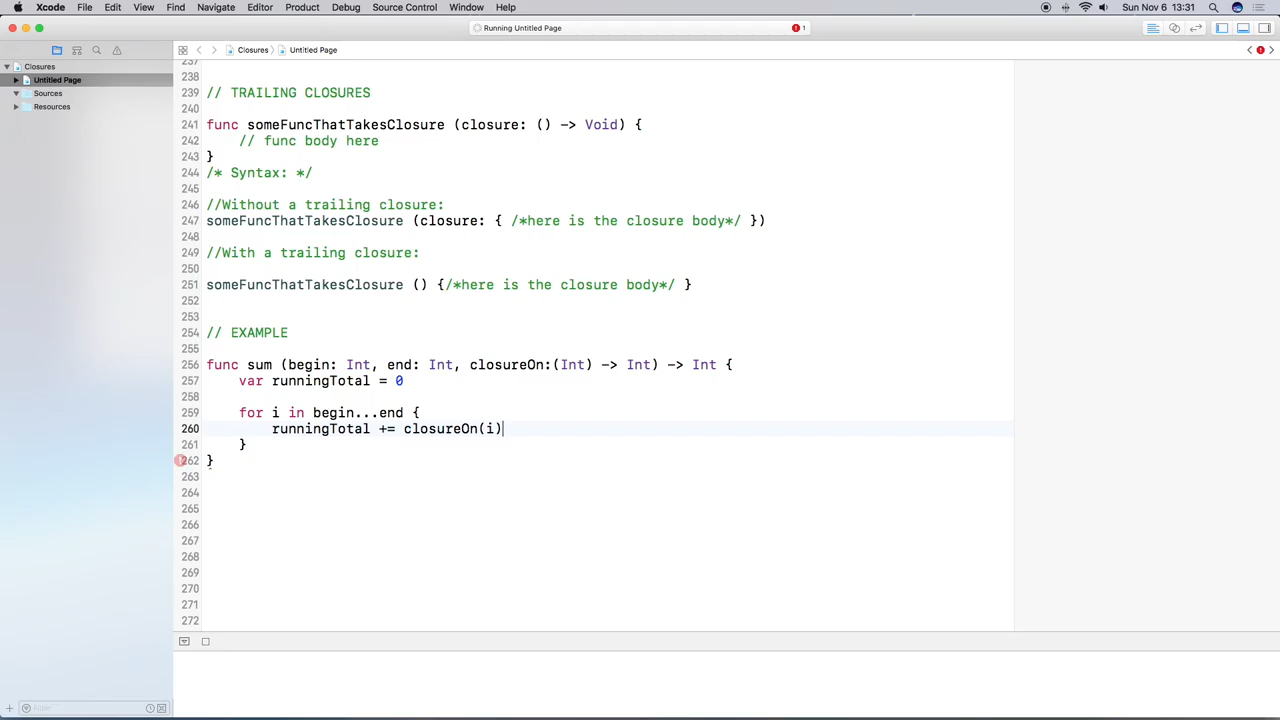 Xcode File Edit View Find Navigate Editor Product Debug Source Control Window Help Sun Nov 6 13:31
Running Untitled Page 1
Closures Untitled Page
Closures
Untitled Page
Sources
Resources
237
238
239 // TRAILING CLOSURES
240
241 func someFuncThatTakesClosure (closure: () -> Void) {
242 // func body here
243 }
244 /* Syntax: */
245
246 //Without a trailing closure:
247 someFuncThatTakesClosure (closure: { /*here is the closure body*/ })
248
249 //With a trailing closure:
250
251 someFuncThatTakesClosure () {/*here is the closure body*/ }
252
253
254 // EXAMPLE
255
256 func sum (begin: Int, end: Int, closureOn:(Int) -> Int) -> Int {
257 var runningTotal = 0
258
259 for i in begin...end {
260 runningTotal += closureOn(i)
261 }
262 }
263
264
265
266
267
268
269
270
271
272